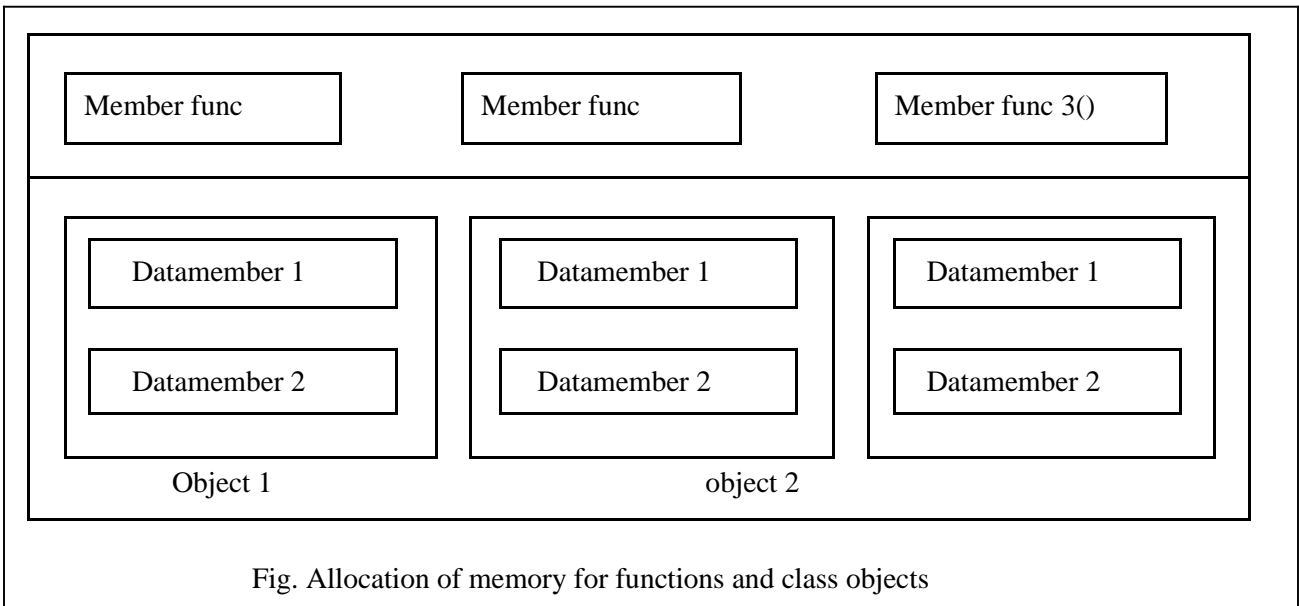 Member func
Member func
Member func 3()
Datamember 1
Datamember 1
Datamember 1
Datamember 2
Datamember 2
Datamember 2
Object 1
object 2
Fig. Allocation of memory for functions and class objects